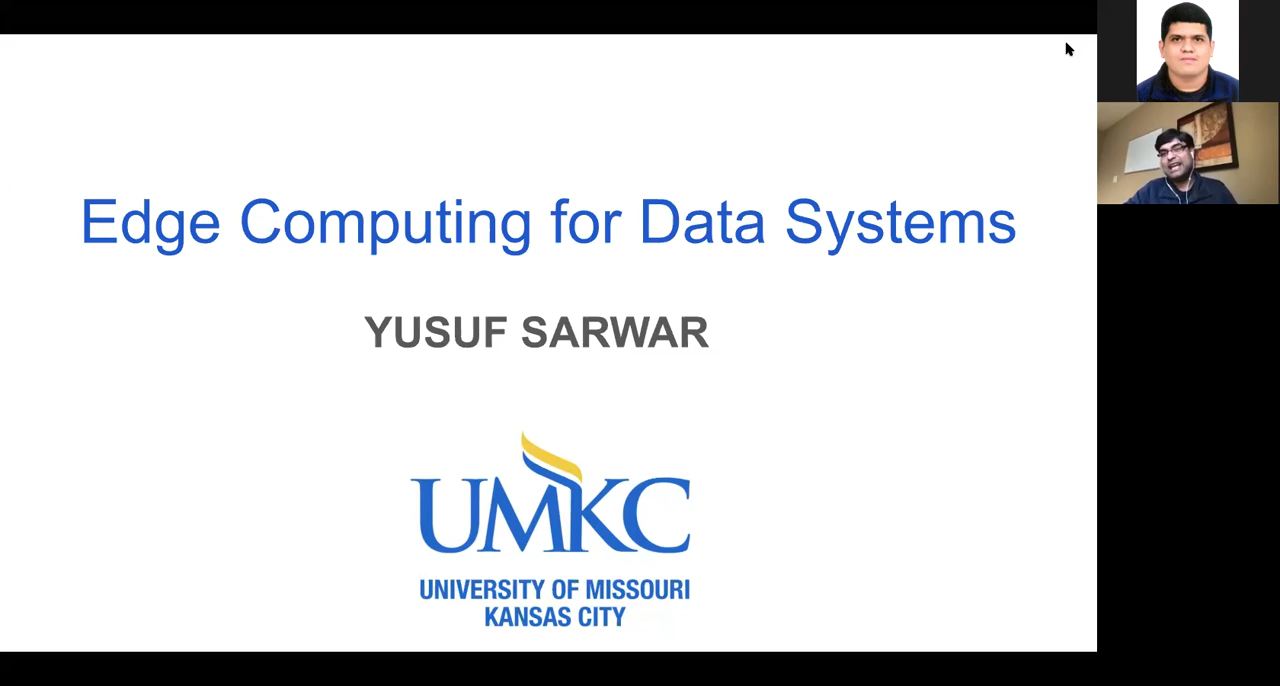 Edge Computing for Data Systems
YUSUF SARWAR
UMKC
UNIVERSITY OF MISSOURI
KANSAS CITY